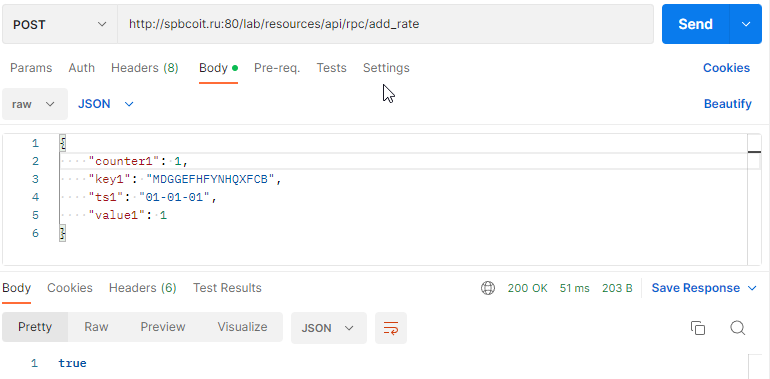 POST http://spbcoit.ru:80/lab/resources/api/rpc/add_rate Send
Params Auth Headers (8) Body Pre-req. Tests Settings Cookies
raw JSON Beautify
1 {
2 "counter1": 1,
3 "key1": "MDGGEFHFYNHQXFCB",
4 "ts1": "01-01-01",
5 "value1": 1
6 }
Body Cookies Headers (6) Test Results 200 OK 51 ms 203 B Save Response
Pretty Raw Preview Visualize JSON
1 true